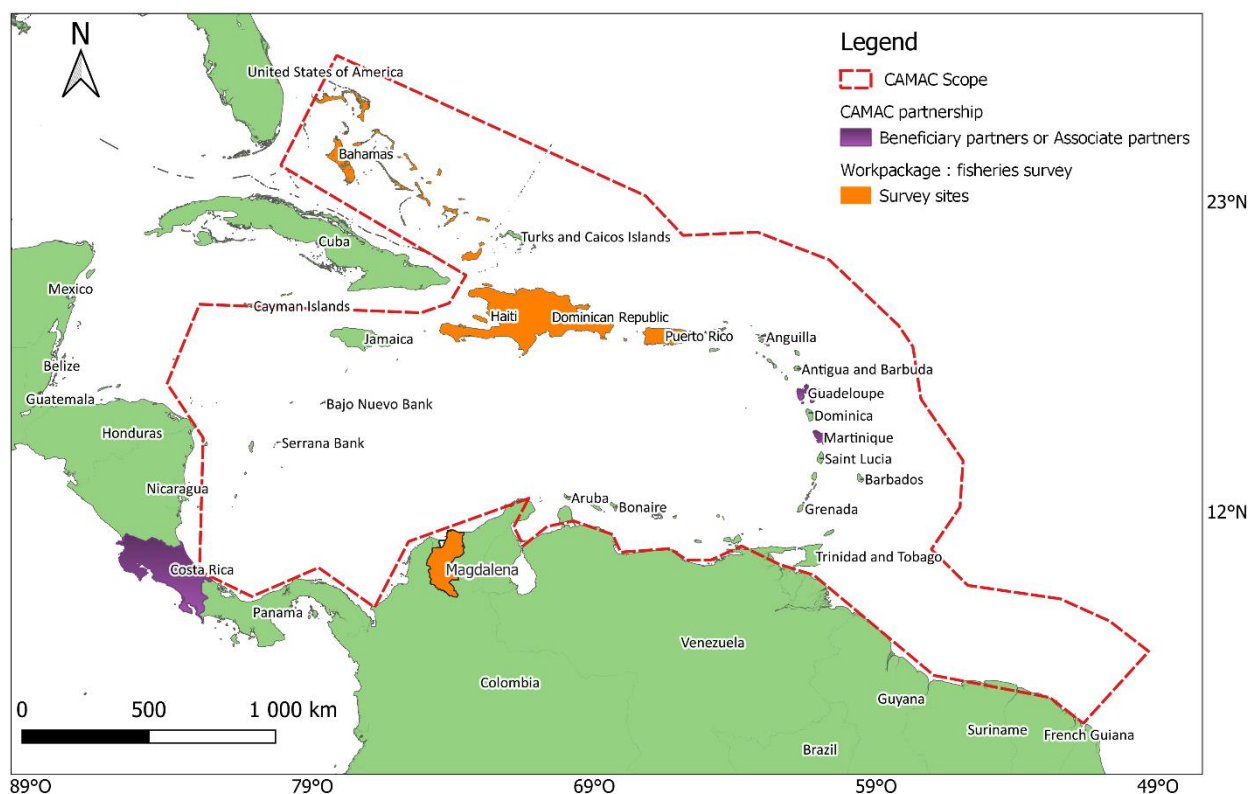 N
United States of America
Bahamas
Cuba
Turks and Caicos Islands
Mexico
Cayman Islands
Haiti
Dominican Republic
Puerto Rico
Jamaica
Anguilla
Belize
Antigua and Barbuda
Guatemala
Guadeloupe
Bajo Nuevo Bank
Dominica
Honduras
Martinique
Serrana Bank
Saint Lucia
Barbados
Nicaragua
Aruba
Bonaire
Grenada
Trinidad and Tobago
Costa Rica
Magdalena
Panama
Venezuela
Colombia
Guyana
Suriname
French Guiana
Brazil
Legend
CAMAC Scope
CAMAC partnership
Beneficiary partners or Associate partners
Workpackage : fisheries survey
Survey sites
23°N
12°N
0 500 1 000 km
89°O 79°O 69°O 59°O 49°O